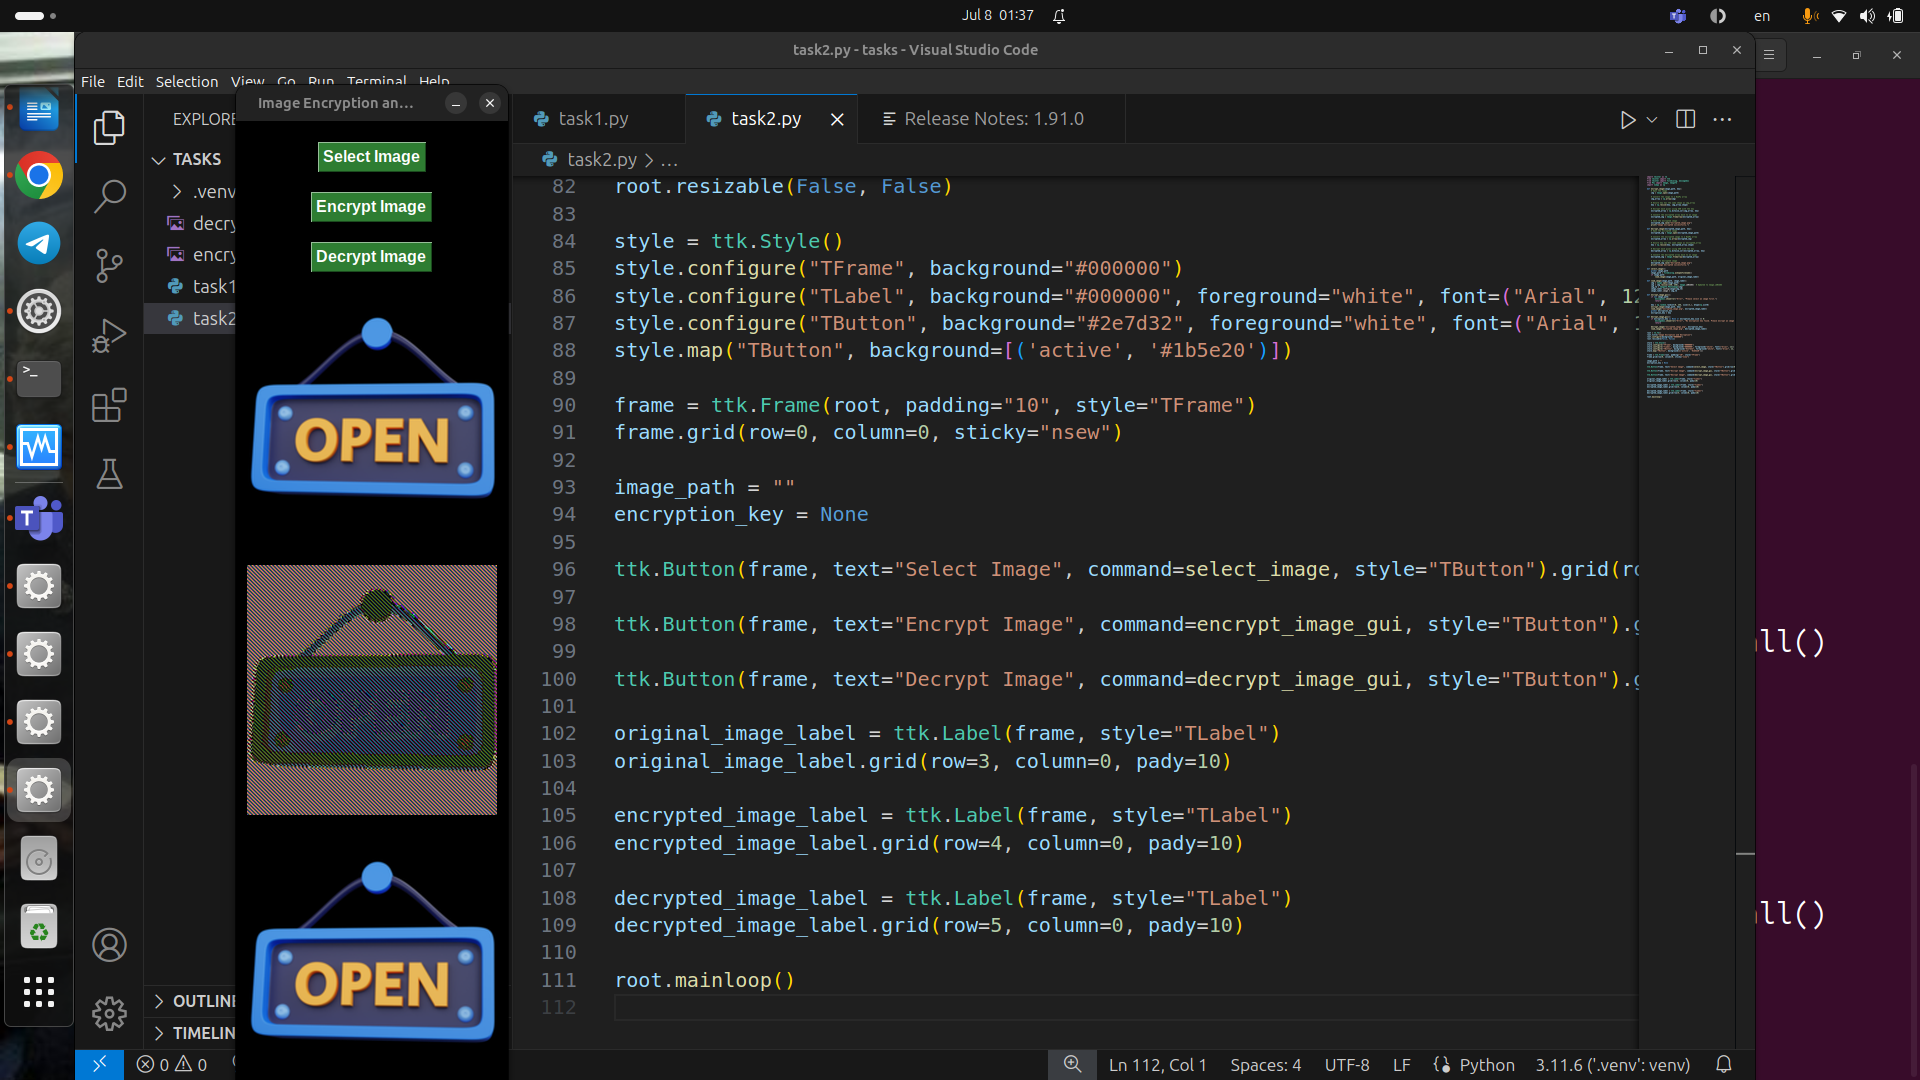 Jul 8 01:37
en
task2.py - tasks - Visual Studio Code
File Edit Selection View Go Run Terminal Help
Image Encryption an...
Select Image
Encrypt Image
Decrypt Image
OPEN
OPEN
EXPLORE
TASKS
.venv
decry
encry
task1
task2
OUTLINE
TIMELIN
task1.py
task2.py
Release Notes: 1.91.0
task2.py > ...
82 root.resizable(False, False)
83
84 style = ttk.Style()
85 style.configure("TFrame", background="#000000")
86 style.configure("TLabel", background="#000000", foreground="white", font=("Arial", 12
87 style.configure("TButton", background="#2e7d32", foreground="white", font=("Arial",
88 style.map("TButton", background=[('active', '#1b5e20')])
89
90 frame = ttk.Frame(root, padding="10", style="TFrame")
91 frame.grid(row=0, column=0, sticky="nsew")
92
93 image_path = ""
94 encryption_key = None
95
96 ttk.Button(frame, text="Select Image", command=select_image, style="TButton").grid(ro
97
98 ttk.Button(frame, text="Encrypt Image", command=encrypt_image_gui, style="TButton").g
99
100 ttk.Button(frame, text="Decrypt Image", command=decrypt_image_gui, style="TButton").g
101
102 original_image_label = ttk.Label(frame, style="TLabel")
103 original_image_label.grid(row=3, column=0, pady=10)
104
105 encrypted_image_label = ttk.Label(frame, style="TLabel")
106 encrypted_image_label.grid(row=4, column=0, pady=10)
107
108 decrypted_image_label = ttk.Label(frame, style="TLabel")
109 decrypted_image_label.grid(row=5, column=0, pady=10)
110
111 root.mainloop()
112
ll()
ll()
0 0
Ln 112, Col 1 Spaces: 4 UTF-8 LF Python 3.11.6 ('.venv': venv)